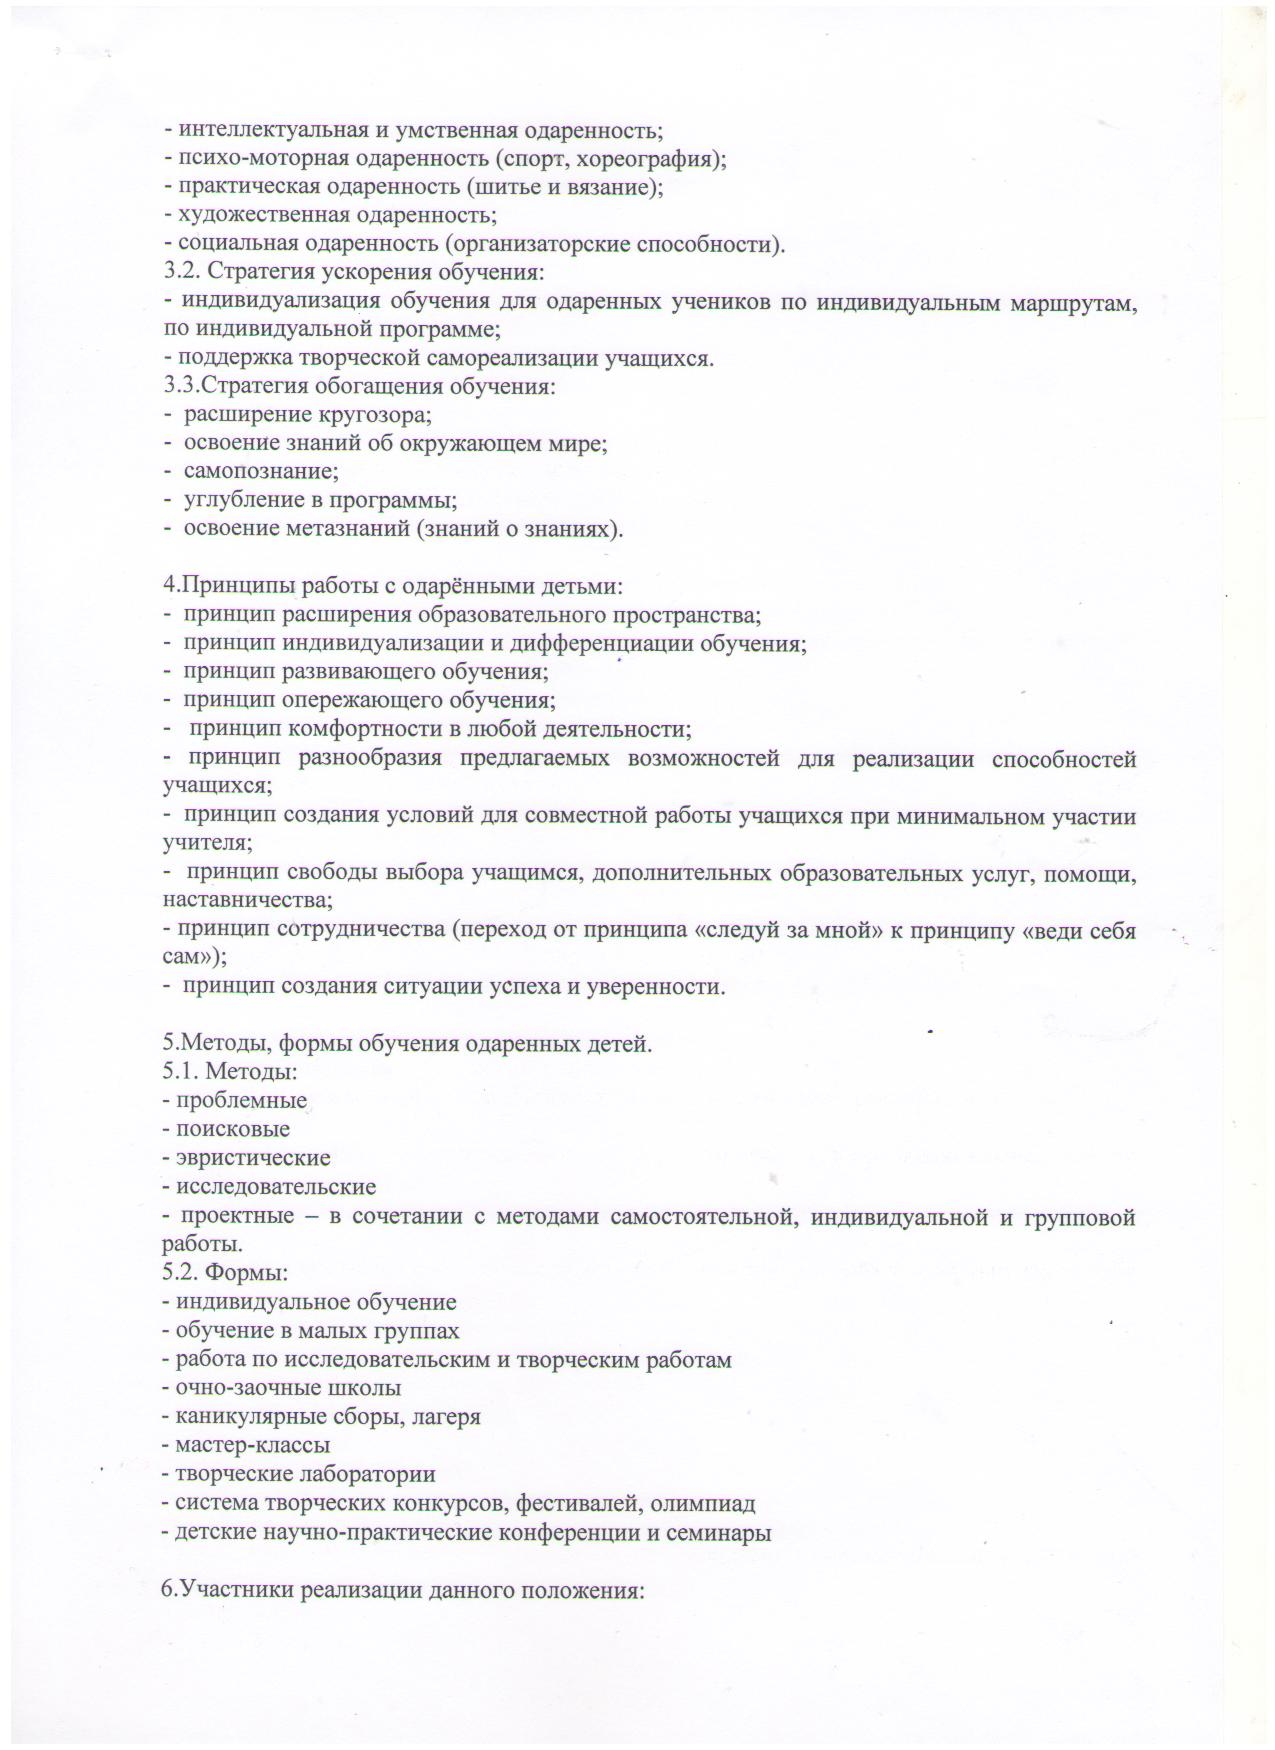 - интеллектуальная и умственная одаренность;
- психо-моторная одаренность (спорт, хореография);
- практическая одаренность (шитье и вязание);
- художественная одаренность;
- социальная одаренность (организаторские способности).
3.2. Стратегия ускорения обучения:
- индивидуализация обучения для одаренных учеников по индивидуальным маршрутам,
по индивидуальной программе;
- поддержка творческой самореализации учащихся.
3.3.Стратегия обогащения обучения:
- расширение кругозора;
- освоение знаний об окружающем мире;
- самопознание;
- углубление в программы;
- освоение метазнаний (знаний о знаниях).
4.Принципы работы с одарёнными детьми:
- принцип расширения образовательного пространства;
- принцип индивидуализации и дифференциации обучения;
- принцип развивающего обучения;
- принцип опережающего обучения;
- принцип комфортности в любой деятельности;
- принцип разнообразия предлагаемых возможностей для реализации способностей
учащихся;
- принцип создания условий для совместной работы учащихся при минимальном участии
учителя;
- принцип свободы выбора учащимся, дополнительных образовательных услуг, помощи,
наставничества;
- принцип сотрудничества (переход от принципа «следуй за мной» к принципу «веди себя
сам»);
- принцип создания ситуации успеха и уверенности.
5.Методы, формы обучения одаренных детей.
5.1. Методы:
- проблемные
- поисковые
- эвристические
- исследовательские
- проектные – в сочетании с методами самостоятельной, индивидуальной и групповой
работы.
5.2. Формы:
- индивидуальное обучение
- обучение в малых группах
- работа по исследовательским и творческим работам
- очно-заочные школы
- каникулярные сборы, лагеря
- мастер-классы
- творческие лаборатории
- система творческих конкурсов, фестивалей, олимпиад
- детские научно-практические конференции и семинары
6.Участники реализации данного положения: